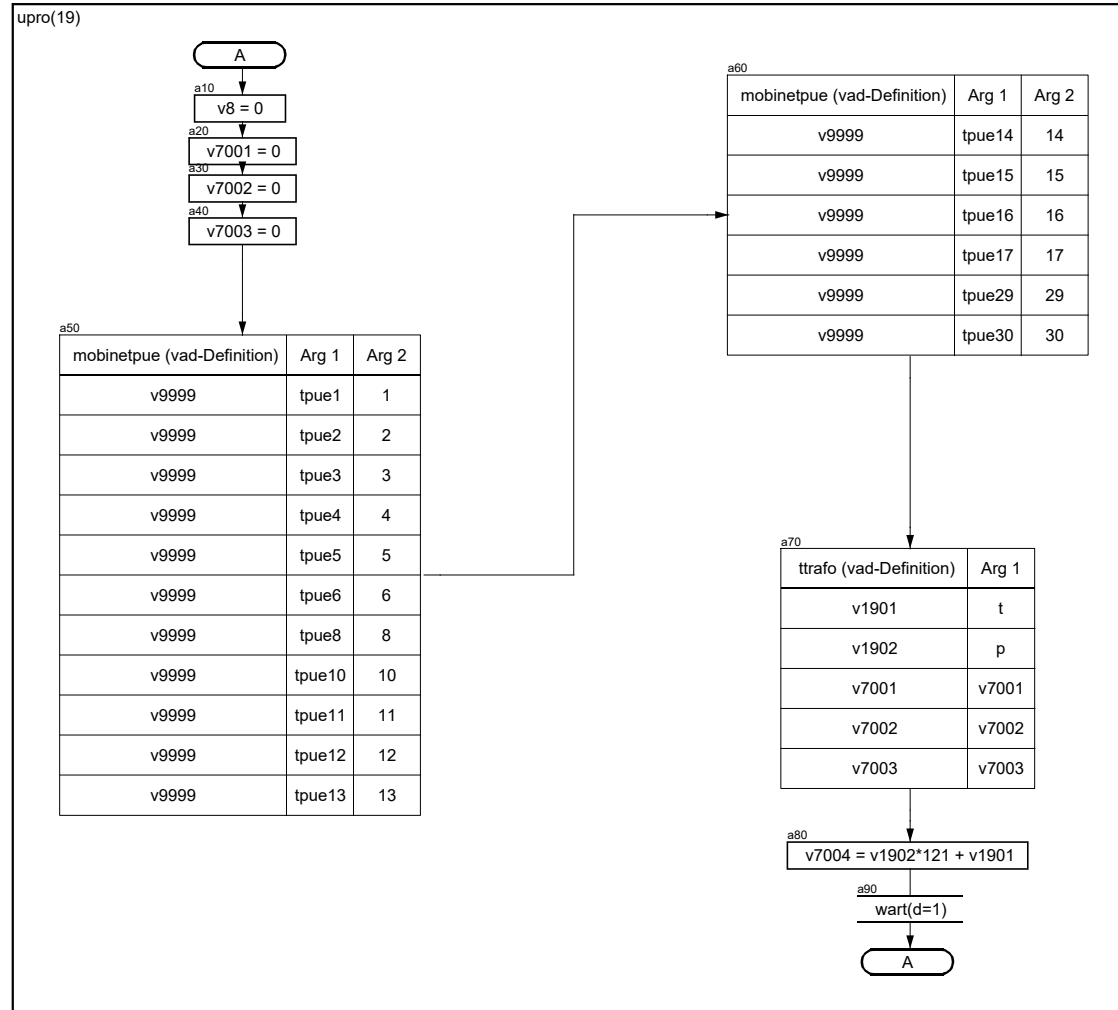 upro(19)
A
a10
v8 = 0
a20
v7001 = 0
a30
v7002 = 0
a40
v7003 = 0
a50
mobinetpue (vad-Definition) Arg 1 Arg 2
v9999 tpue1 1
v9999 tpue2 2
v9999 tpue3 3
v9999 tpue4 4
v9999 tpue5 5
v9999 tpue6 6
v9999 tpue8 8
v9999 tpue10 10
v9999 tpue11 11
v9999 tpue12 12
v9999 tpue13 13
a60
mobinetpue (vad-Definition) Arg 1 Arg 2
v9999 tpue14 14
v9999 tpue15 15
v9999 tpue16 16
v9999 tpue17 17
v9999 tpue29 29
v9999 tpue30 30
a70
ttrafo (vad-Definition) Arg 1
v1901 t
v1902 p
v7001 v7001
v7002 v7002
v7003 v7003
a80
v7004 = v1902*121 + v1901
a90
wart(d=1)
A